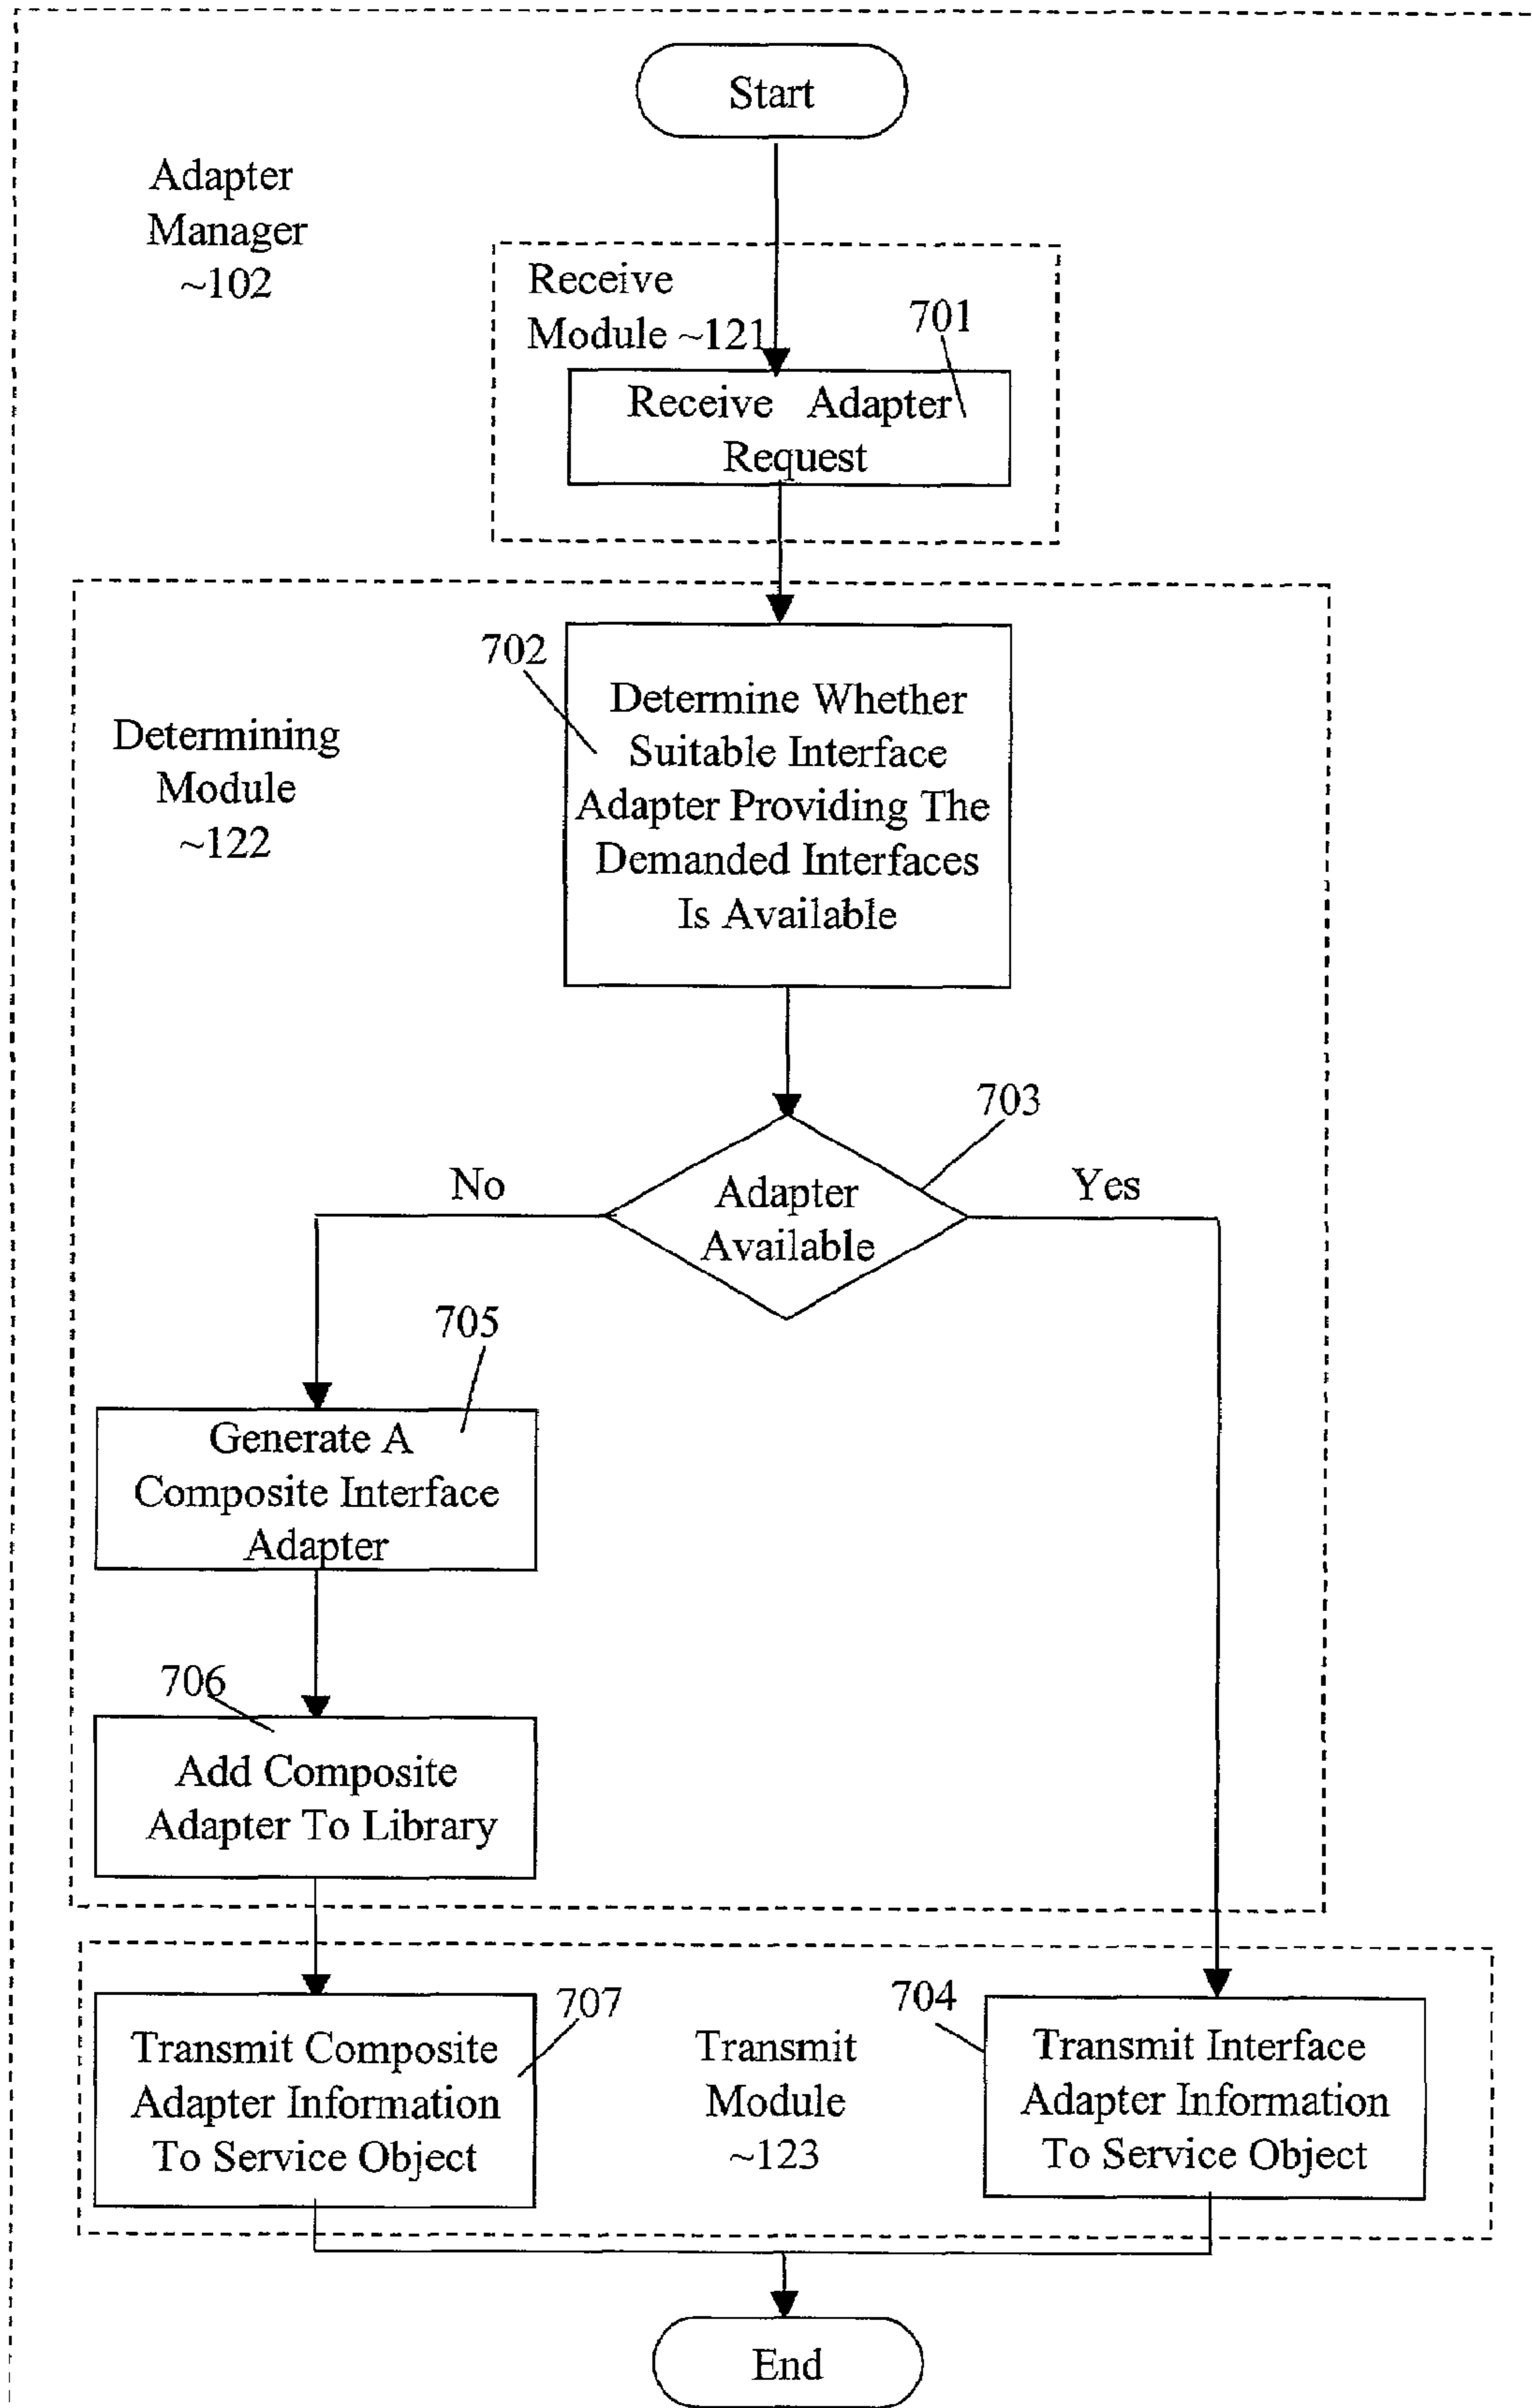 Start
Adapter
Manager
~102
Receive
Module ~121
701
Receive Adapter
Request
702
Determine Whether
Suitable Interface
Adapter Providing The
Demanded Interfaces
Is Available
Determining
Module
~122
703
No
Adapter
Available
Yes
705
Generate A
Composite Interface
Adapter
706
Add Composite
Adapter To Library
707
Transmit Composite
Adapter Information
To Service Object
Transmit
Module
~123
704
Transmit Interface
Adapter Information
To Service Object
End